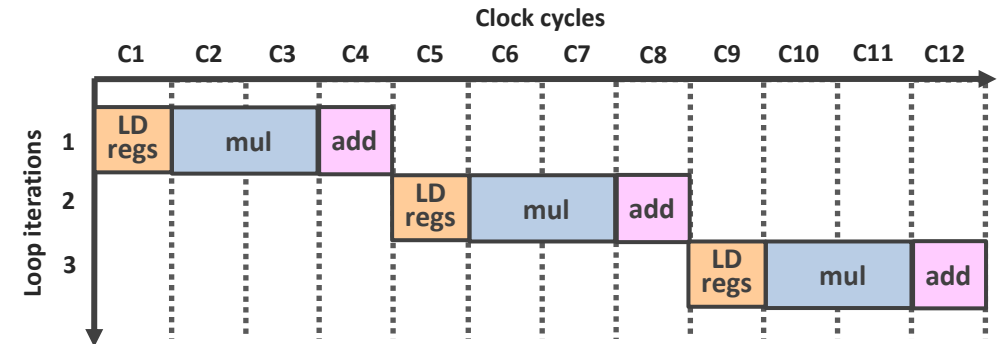 Clock cycles
C1 C2 C3 C4 C5 C6 C7 C8 C9 C10 C11 C12
Loop iterations
1
LD
regs
mul
add
2
LD
regs
mul
add
3
LD
regs
mul
add